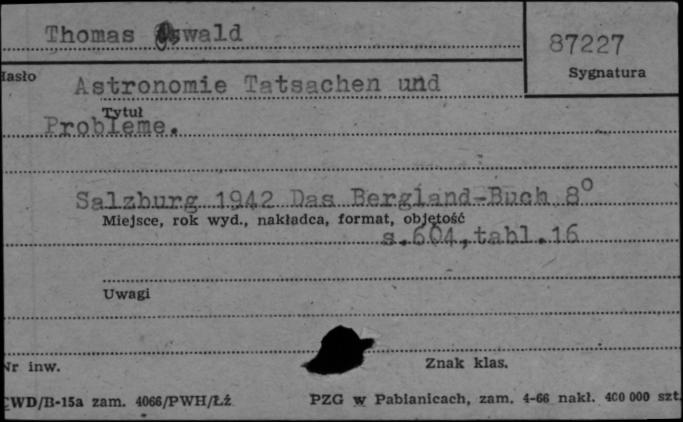 Thomas Oswald
87227
Hasło
Sygnatura
Astronomie Tatsachen und
Tytuł
Probleme.
Salzburg 1942 Das Bergland-Buch 8°
Miejsce, rok wyd., nakładca, format, objętość
s.604,tabl.16
Uwagi
Nr inw.
Znak klas.
CWD/B-15a zam. 4066/PWH/Łź
PZG w Pabianicach, zam. 4-66 nakł. 400 000 szt.